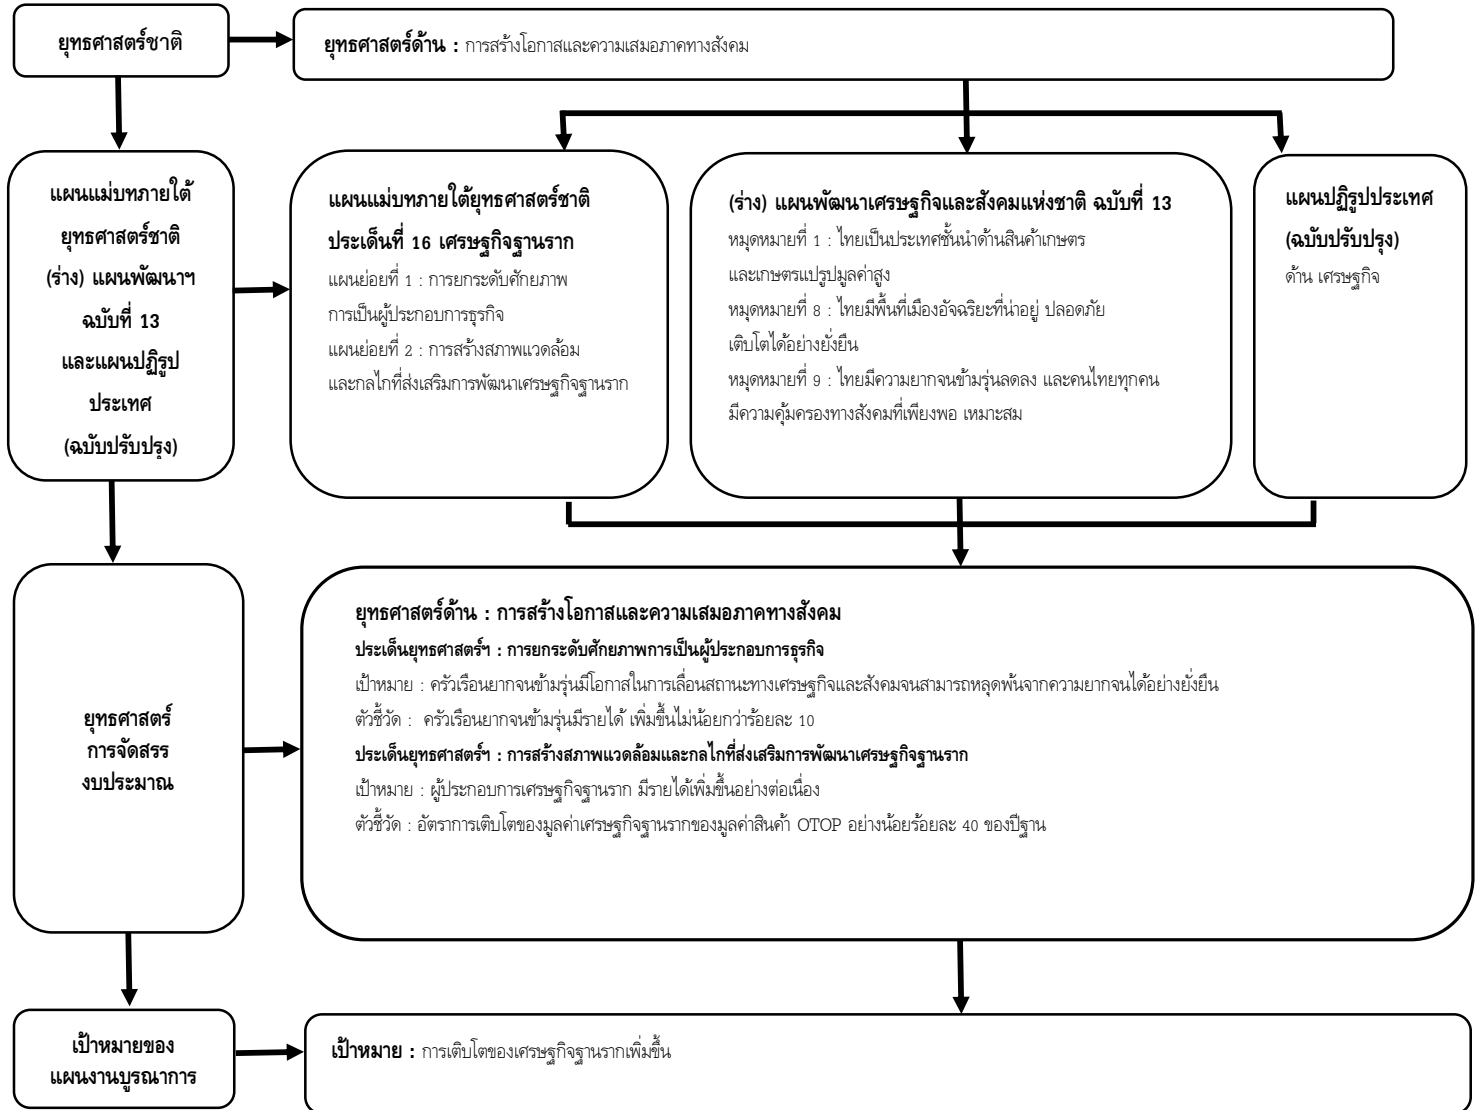 ยุทธศาสตร์ชาติ
ยุทธศาสตร์ด้าน : การสร้างโอกาสและความเสมอภาคทางสังคม
แผนแม่บทภายใต้
ยุทธศาสตร์ชาติ
(ร่าง) แผนพัฒนาฯ
ฉบับที่ 13
และแผนปฏิรูป
ประเทศ
(ฉบับปรับปรุง)
แผนแม่บทภายใต้ยุทธศาสตร์ชาติ
ประเด็นที่ 16 เศรษฐกิจฐานราก
แผนย่อยที่ 1 : การยกระดับศักยภาพ
การเป็นผู้ประกอบการธุรกิจ
แผนย่อยที่ 2 : การสร้างสภาพแวดล้อม
และกลไกที่ส่งเสริมการพัฒนาเศรษฐกิจฐานราก
(ร่าง) แผนพัฒนาเศรษฐกิจและสังคมแห่งชาติ ฉบับที่ 13
หมุดหมายที่ 1 : ไทยเป็นประเทศชั้นนำด้านสินค้าเกษตร
และเกษตรแปรรูปมูลค่าสูง
หมุดหมายที่ 8 : ไทยมีพื้นที่เมืองอัจฉริยะที่น่าอยู่ ปลอดภัย
เติบโตได้อย่างยั่งยืน
หมุดหมายที่ 9 : ไทยมีความยากจนข้ามรุ่นลดลง และคนไทยทุกคน
มีความคุ้มครองทางสังคมที่เพียงพอ เหมาะสม
แผนปฏิรูปประเทศ
(ฉบับปรับปรุง)
ด้าน เศรษฐกิจ
ยุทธศาสตร์
การจัดสรร
งบประมาณ
ยุทธศาสตร์ด้าน : การสร้างโอกาสและความเสมอภาคทางสังคม
ประเด็นยุทธศาสตร์ฯ : การยกระดับศักยภาพการเป็นผู้ประกอบการธุรกิจ
เป้าหมาย : ครัวเรือนยากจนข้ามรุ่นมีโอกาสในการเลื่อนสถานะทางเศรษฐกิจและสังคมจนสามารถหลุดพ้นจากความยากจนได้อย่างยั่งยืน
ตัวชี้วัด : ครัวเรือนยากจนข้ามรุ่นมีรายได้ เพิ่มขึ้นไม่น้อยกว่าร้อยละ 10
ประเด็นยุทธศาสตร์ฯ : การสร้างสภาพแวดล้อมและกลไกที่ส่งเสริมการพัฒนาเศรษฐกิจฐานราก
เป้าหมาย : ผู้ประกอบการเศรษฐกิจฐานราก มีรายได้เพิ่มขึ้นอย่างต่อเนื่อง
ตัวชี้วัด : อัตราการเติบโตของมูลค่าเศรษฐกิจฐานรากของมูลค่าสินค้า OTOP อย่างน้อยร้อยละ 40 ของปีฐาน
เป้าหมายของ
แผนงานบูรณาการ
เป้าหมาย : การเติบโตของเศรษฐกิจฐานรากเพิ่มขึ้น